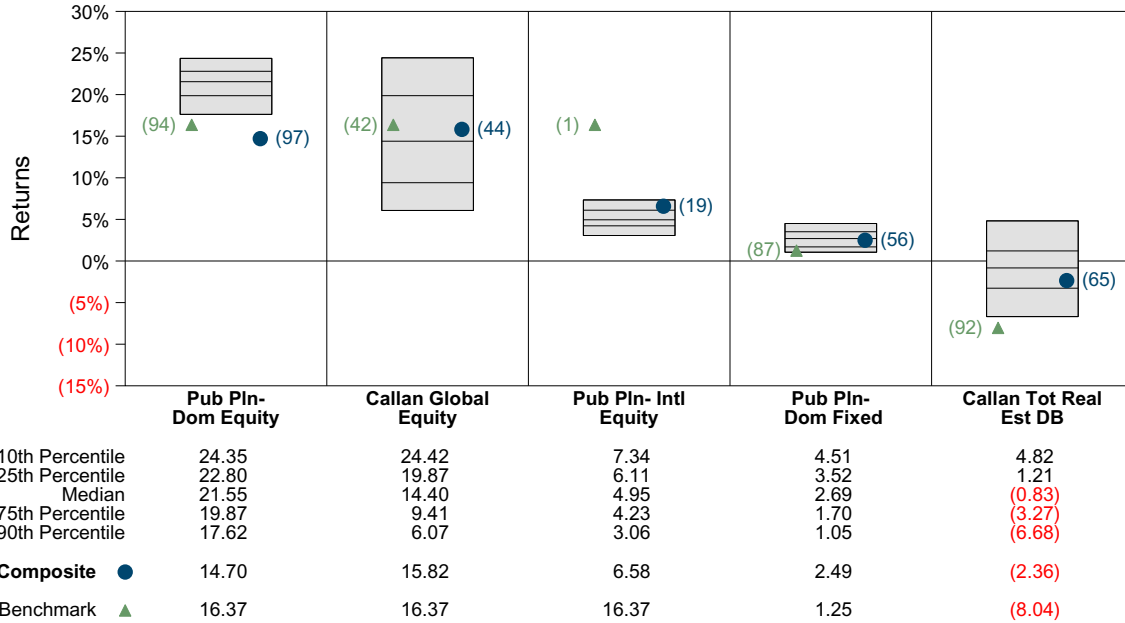 30%
25%
20%
15%
10%
5%
0%
(5%)
(10%)
(15%)
Returns
(94) (97) (42) (44) (1) (19) (87) (56) (92) (65)
Pub Pln- Dom Equity
Callan Global Equity
Pub Pln- Intl Equity
Pub Pln- Dom Fixed
Callan Tot Real Est DB
10th Percentile 24.35 24.42 7.34 4.51 4.82
25th Percentile 22.80 19.87 6.11 3.52 1.21
Median 21.55 14.40 4.95 2.69 (0.83)
75th Percentile 19.87 9.41 4.23 1.70 (3.27)
90th Percentile 17.62 6.07 3.06 1.05 (6.68)
Composite 14.70 15.82 6.58 2.49 (2.36)
Benchmark 16.37 16.37 16.37 1.25 (8.04)